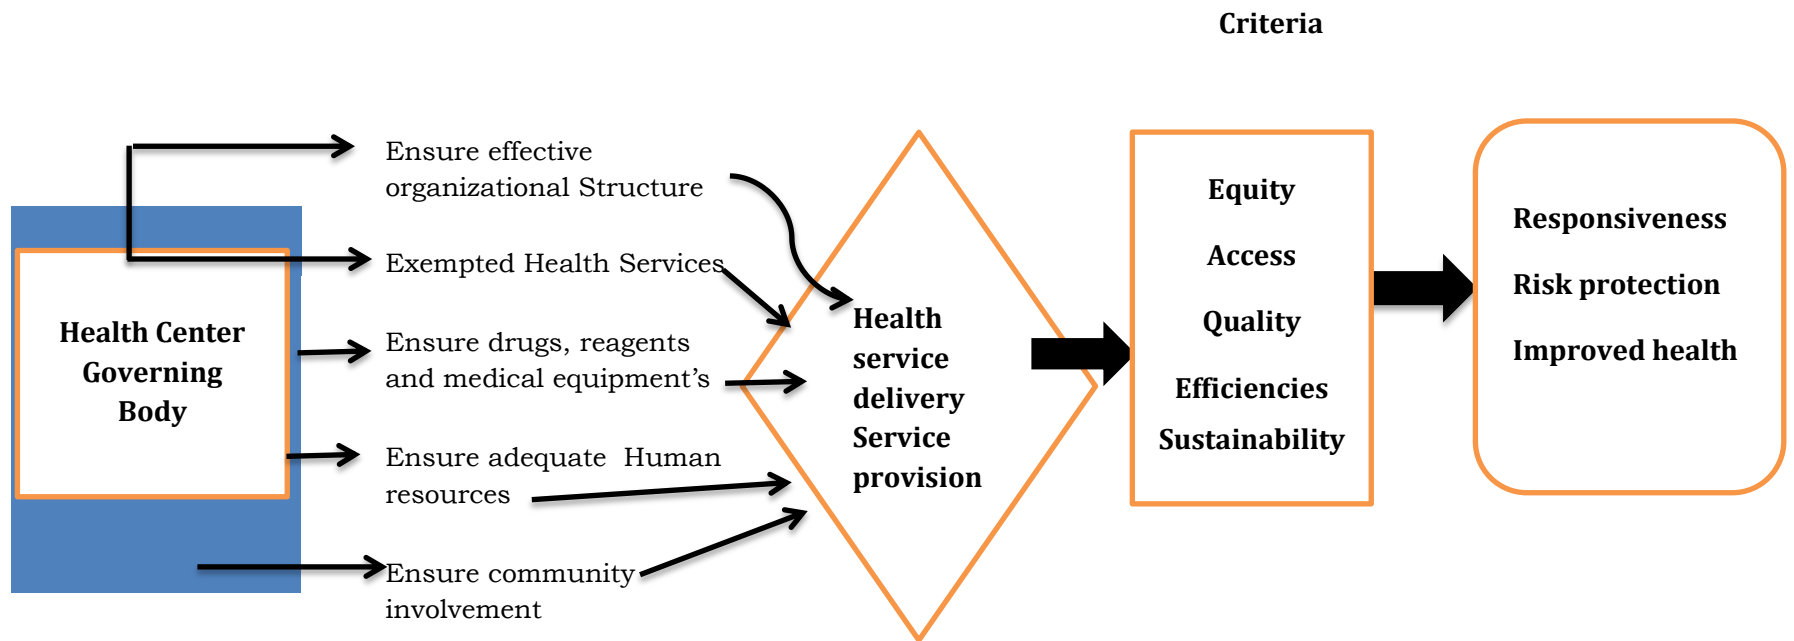 Criteria
Health Center
Governing
Body
Ensure effective
organizational Structure
Exempted Health Services
Ensure drugs, reagents
and medical equipment’s
Ensure adequate Human
resources
Ensure community
involvement
Health
service
delivery
Service
provision
Equity
Access
Quality
Efficiencies
Sustainability
Responsiveness
Risk protection
Improved health